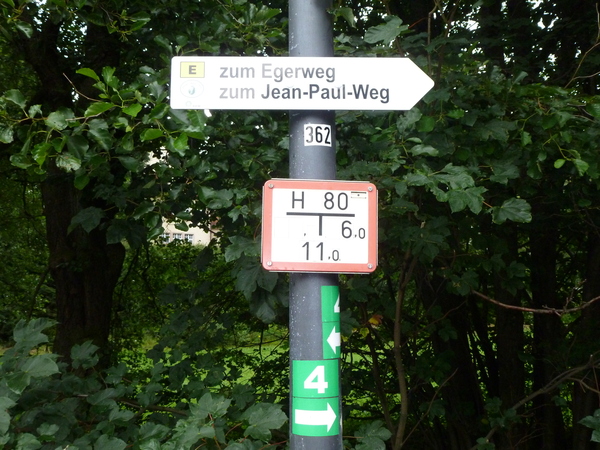 E zum Egerweg
zum Jean-Paul-Weg
362
H 80
, 6,0
11,0
4